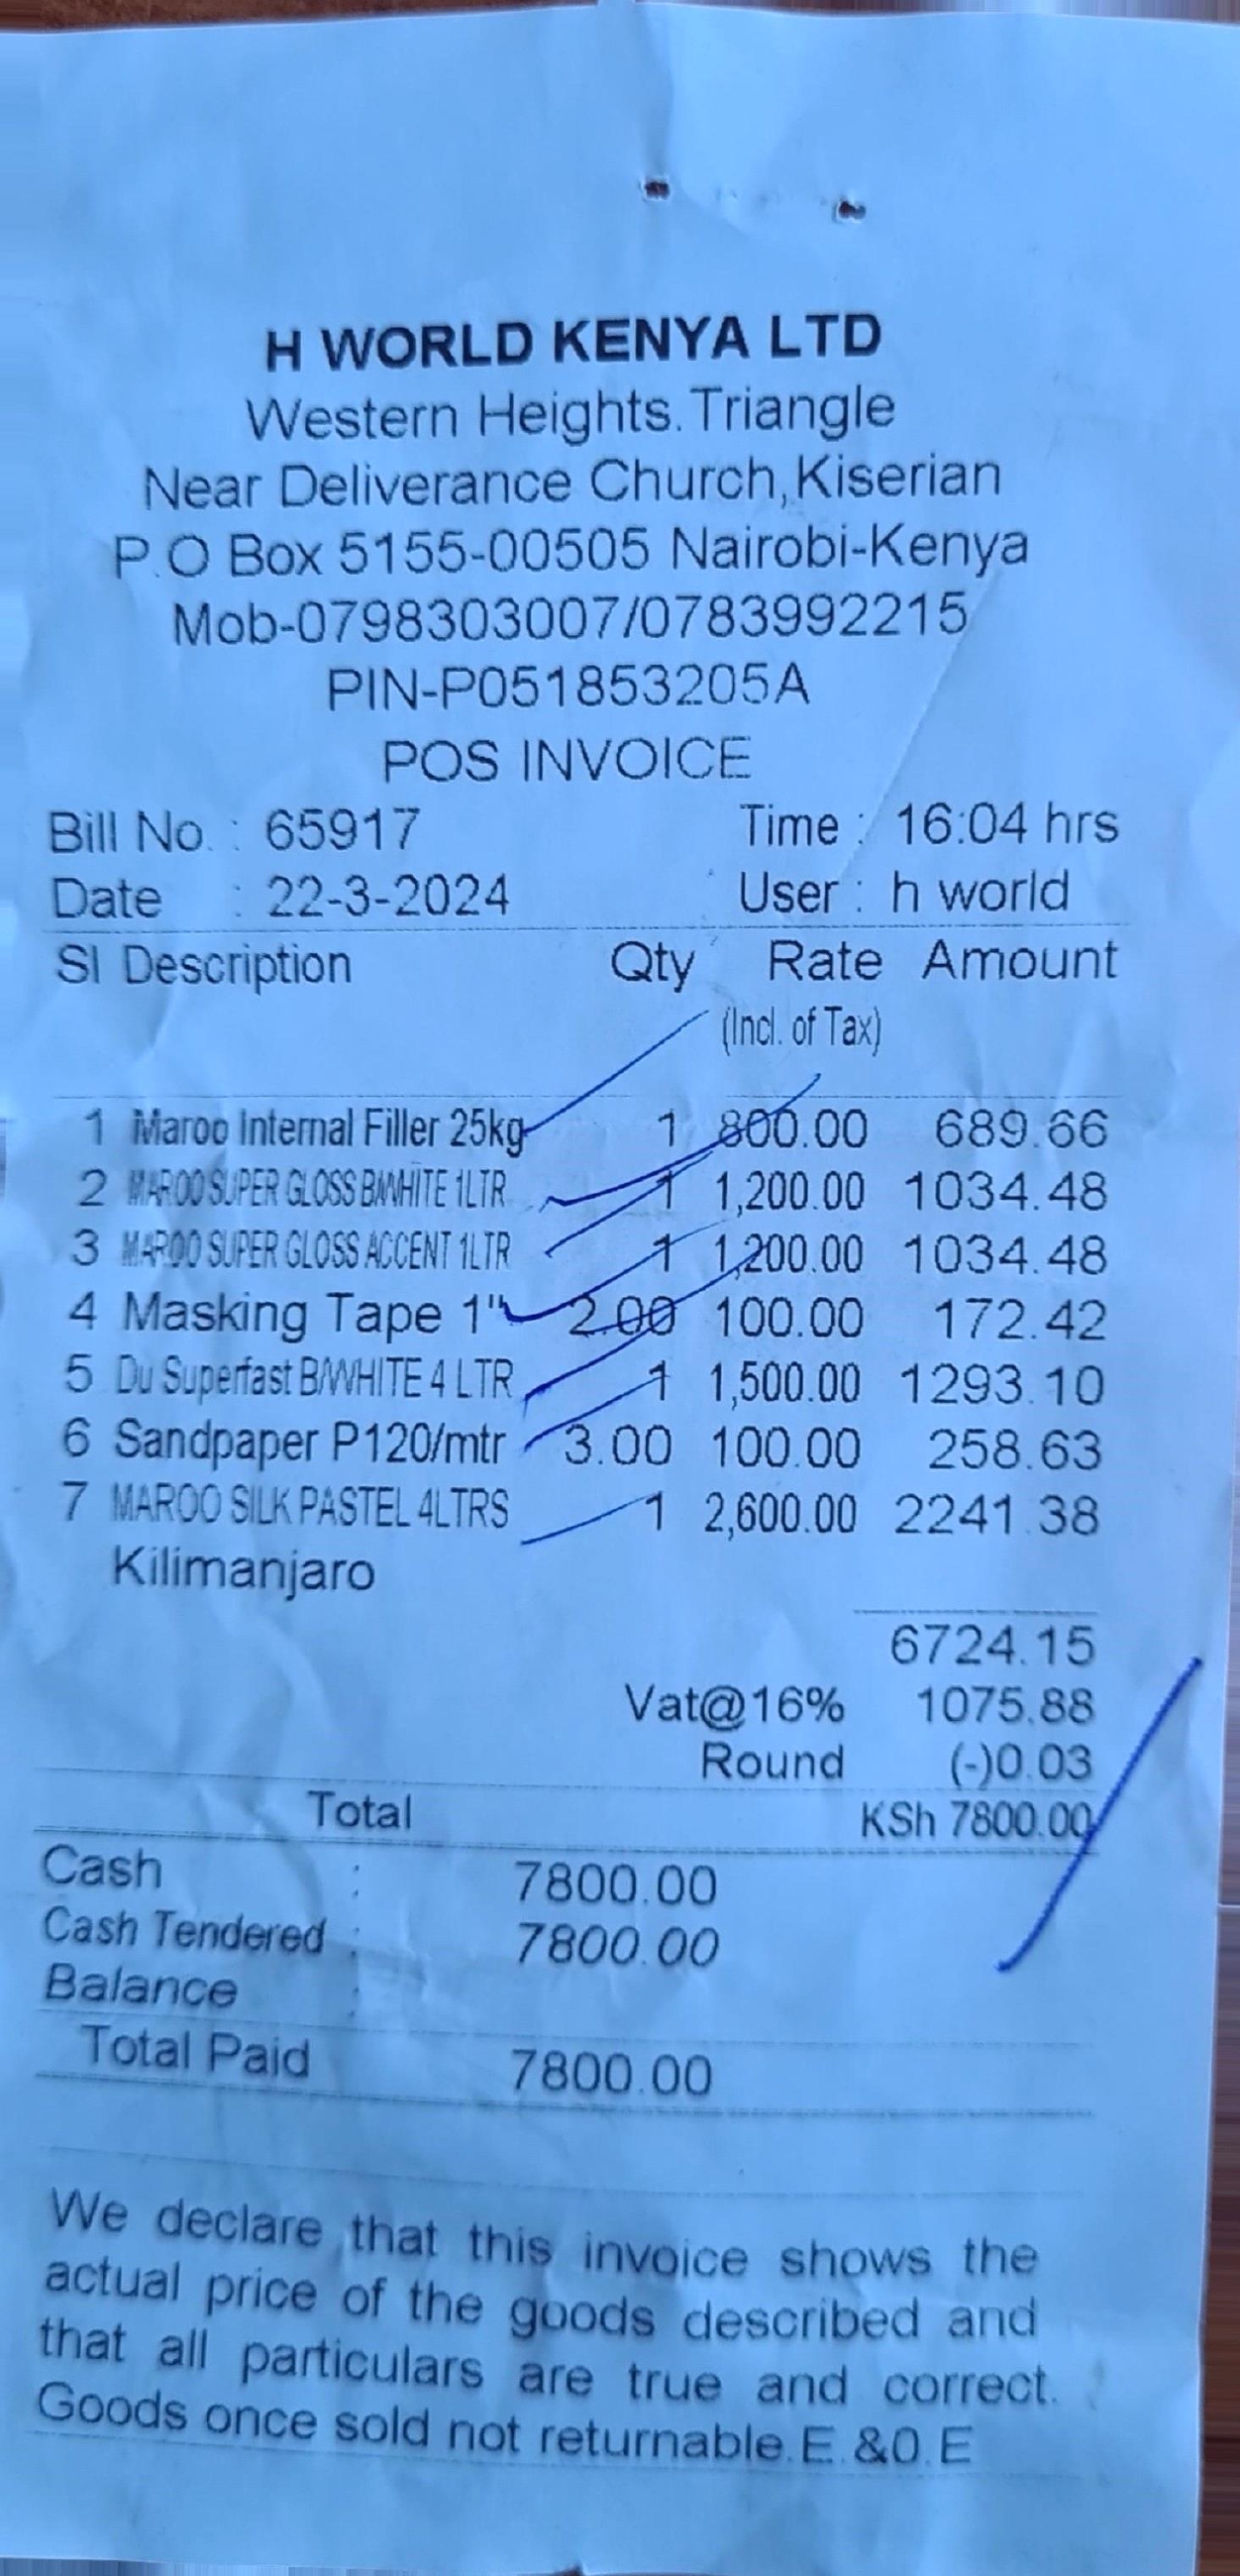 H WORLD KENYA LTD
Western Heights.Triangle
Near Deliverance Church,Kiserian
P.O Box 5155-00505 Nairobi-Kenya
Mob-0798303007/0783992215
PIN-P051853205A
POS INVOICE
Bill No. : 65917 Time : 16:04 hrs
Date : 22-3-2024 User : h world
SI Description Qty Rate Amount
(Incl. of Tax)
1 Maroo Internal Filler 25kg 1 800.00 689.66
2 MAROO SUPER GLOSS B/WHITE 1LTR 1 1,200.00 1034.48
3 MAROO SUPER GLOSS ACCENT 1LTR 1 1,200.00 1034.48
4 Masking Tape 1" 2.00 100.00 172.42
5 Du Superfast B/WHITE 4 LTR 1 1,500.00 1293.10
6 Sandpaper P120/mtr 3.00 100.00 258.63
7 MAROO SILK PASTEL 4LTRS 1 2,600.00 2241.38
Kilimanjaro
6724.15
Vat@16% 1075.88
Round (-)0.03
Total KSh 7800.00
Cash : 7800.00
Cash Tendered : 7800.00
Balance :
Total Paid 7800.00
We declare that this invoice shows the
actual price of the goods described and
that all particulars are true and correct.
Goods once sold not returnable.E.&O.E